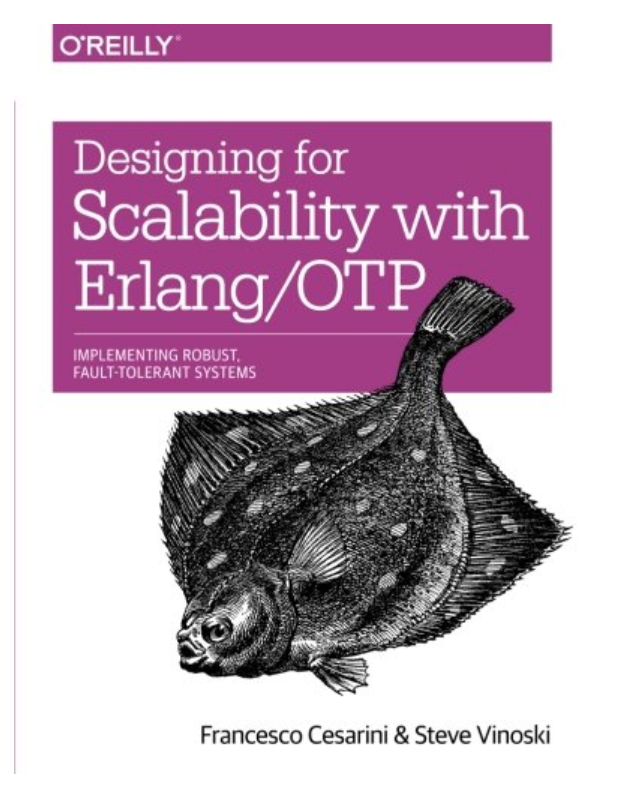 O'REILLY®
Designing for
Scalability with
Erlang/OTP
IMPLEMENTING ROBUST,
FAULT-TOLERANT SYSTEMS
Francesco Cesarini & Steve Vinoski